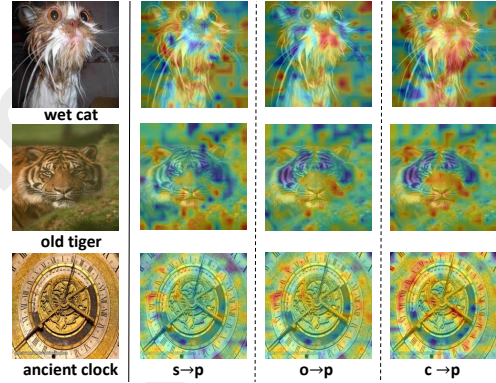 wet cat
old tiger
ancient clock
s→p
o→p
c →p